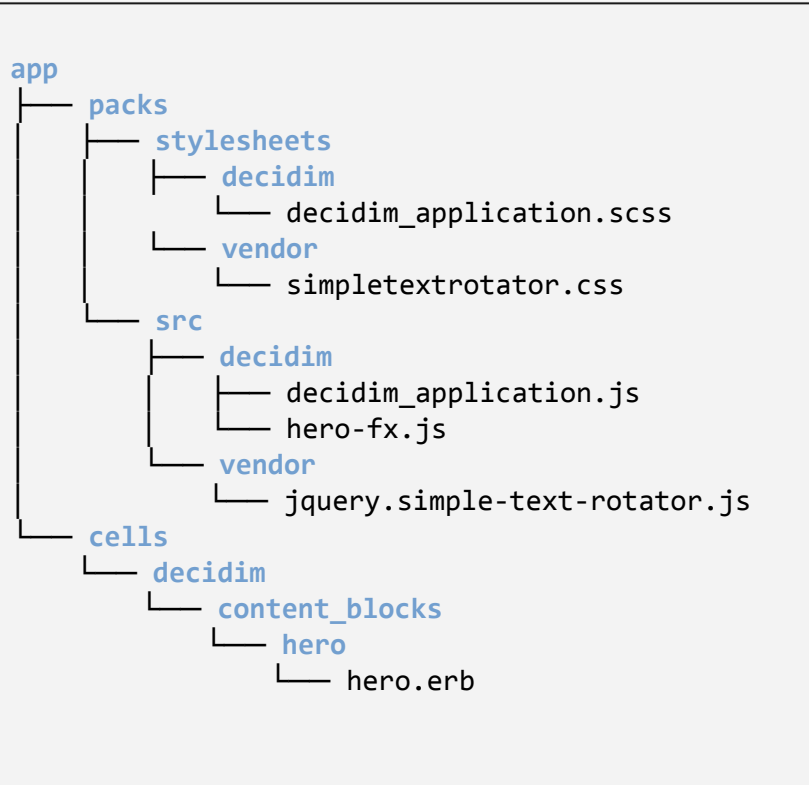 app
├── packs
│   ├── stylesheets
│   │   ├── decidim
│   │   │   └── decidim_application.scss
│   │   └── vendor
│   │       └── simpletextrotator.css
│   └── src
│       ├── decidim
│       │   ├── decidim_application.js
│       │   └── hero-fx.js
│       └── vendor
│           └── jquery.simple-text-rotator.js
└── cells
    └── decidim
        └── content_blocks
            └── hero
                └── hero.erb